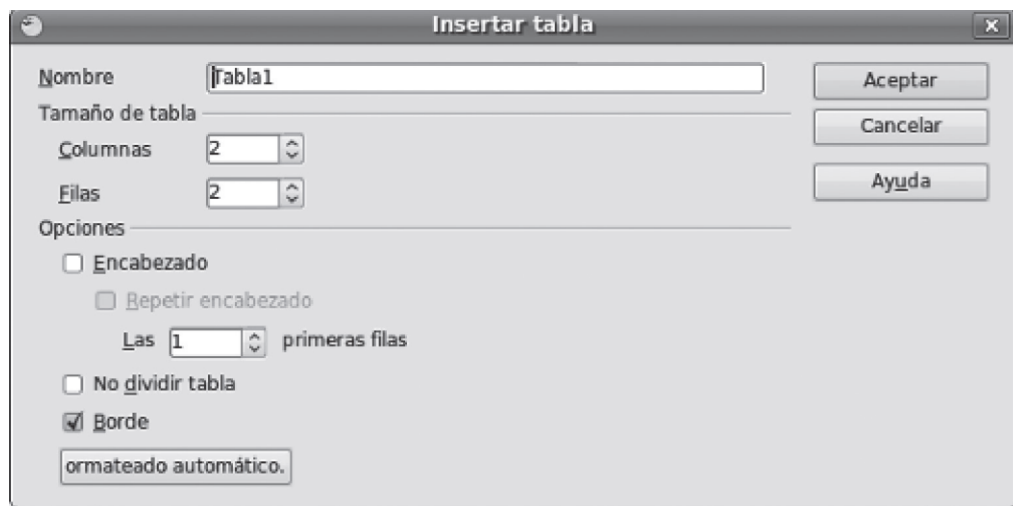 Insertar tabla
Nombre Tabla1 Aceptar
Tamaño de tabla Cancelar
Columnas 2
Filas 2 Ayuda
Opciones
Encabezado
Repetir encabezado
Las 1 primeras filas
No dividir tabla
Borde
ormateado automático.